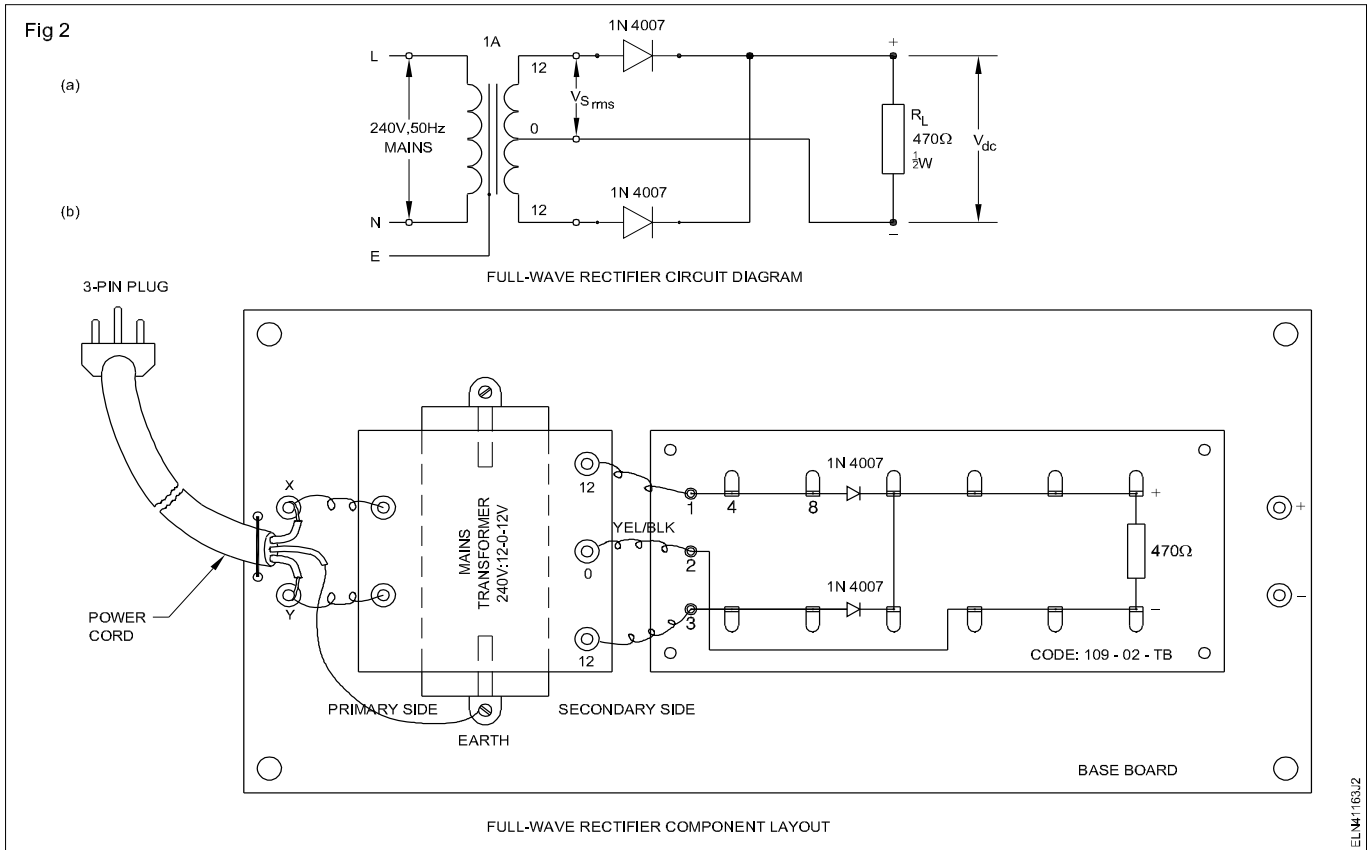 Fig 2
(a)
1N 4007
1A
L
12
+
V_S rms
240V,50Hz
MAINS
0
R_L
470Ω
½W
V_dc
1N 4007
(b)
N
12
–
E
FULL-WAVE RECTIFIER CIRCUIT DIAGRAM
3-PIN PLUG
1N 4007
X
12
1
4
8
+
+
YEL/BLK
MAINS
TRANSFORMER
240V:12-0-12V
0
2
470Ω
1N 4007
Y
3
–
–
POWER
CORD
12
CODE: 109 - 02 - TB
PRIMARY SIDE
SECONDARY SIDE
EARTH
BASE BOARD
FULL-WAVE RECTIFIER COMPONENT LAYOUT
ELN41163J2